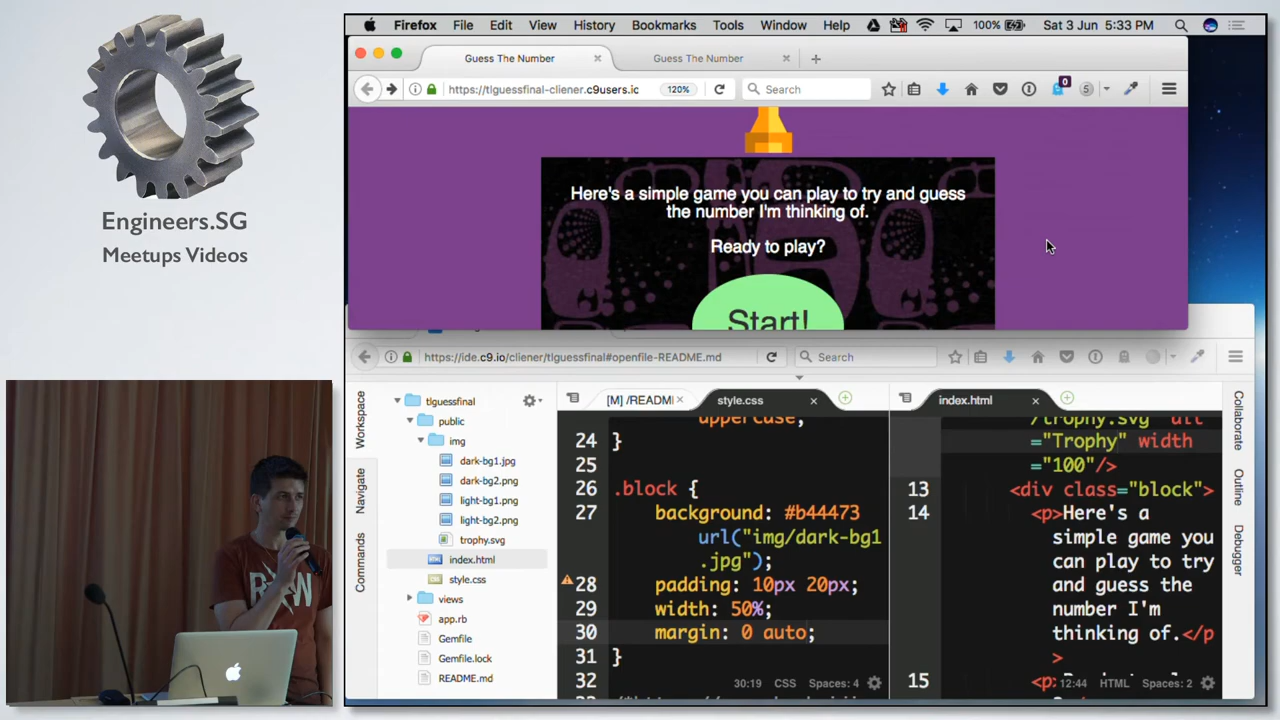 Engineers.SG
Meetups Videos
Firefox File Edit View History Bookmarks Tools Window Help 100% Sat 3 Jun 5:33 PM
Guess The Number
Guess The Number
https://tlguessfinal-cliener.c9users.io 120% Search
0
5
Here's a simple game you can play to try and guess
the number I'm thinking of.
Ready to play?
Start!
https://ide.c9.io/cliener/tlguessfinal#openfile-README.md Search
Workspace
Navigate
Commands
tlguessfinal
public
img
dark-bg1.jpg
dark-bg2.png
light-bg1.png
light-bg2.png
trophy.svg
index.html
style.css
views
app.rb
Gemfile
Gemfile.lock
README.md
[M] /READMI
style.css
uppercase;
24 }
25
26 .block {
27 background: #b44473
url("img/dark-bg1
.jpg");
28 padding: 10px 20px;
29 width: 50%;
30 margin: 0 auto;
31 }
32
30:19 CSS Spaces: 4
index.html
/trophy.svg" alt
="Trophy" width
="100"/>
13 <div class="block">
14 <p>Here's a
simple game you
can play to try
and guess the
number I'm
thinking of.</p
>
15 <p>
12:44 HTML Spaces: 2
Collaborate
Outline
Debugger